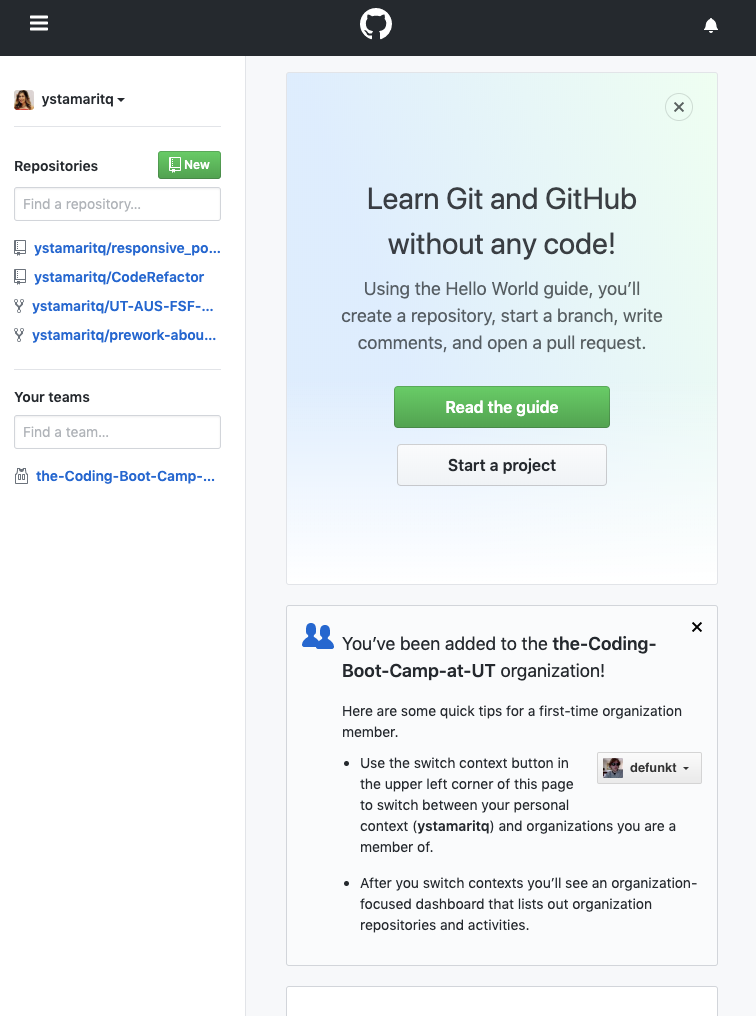 ystamaritq
Repositories
New
Find a repository...
ystamaritq/responsive_po...
ystamaritq/CodeRefactor
ystamaritq/UT-AUS-FSF-...
ystamaritq/prework-abou...
Your teams
Find a team...
the-Coding-Boot-Camp-...
Learn Git and GitHub
without any code!
Using the Hello World guide, you’ll
create a repository, start a branch, write
comments, and open a pull request.
Read the guide
Start a project
You’ve been added to the the-Coding-
Boot-Camp-at-UT organization!
Here are some quick tips for a first-time organization
member.
Use the switch context button in
the upper left corner of this page
to switch between your personal
context (ystamaritq) and organizations you are a
member of.
defunkt
After you switch contexts you’ll see an organization-
focused dashboard that lists out organization
repositories and activities.